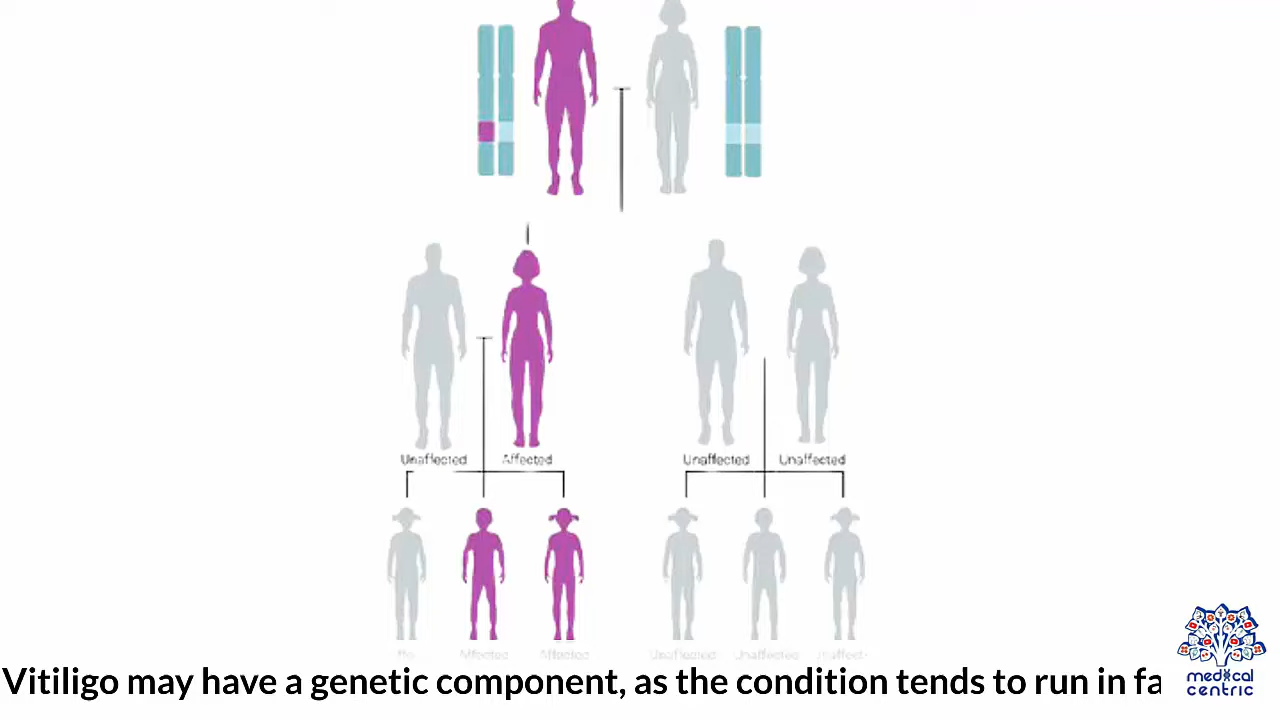 Unaffected Affected Unaffected Unaffected
Affected Affected Unaffected Unaffected
Vitiligo may have a genetic component, as the condition tends to run in fa
medical
centric